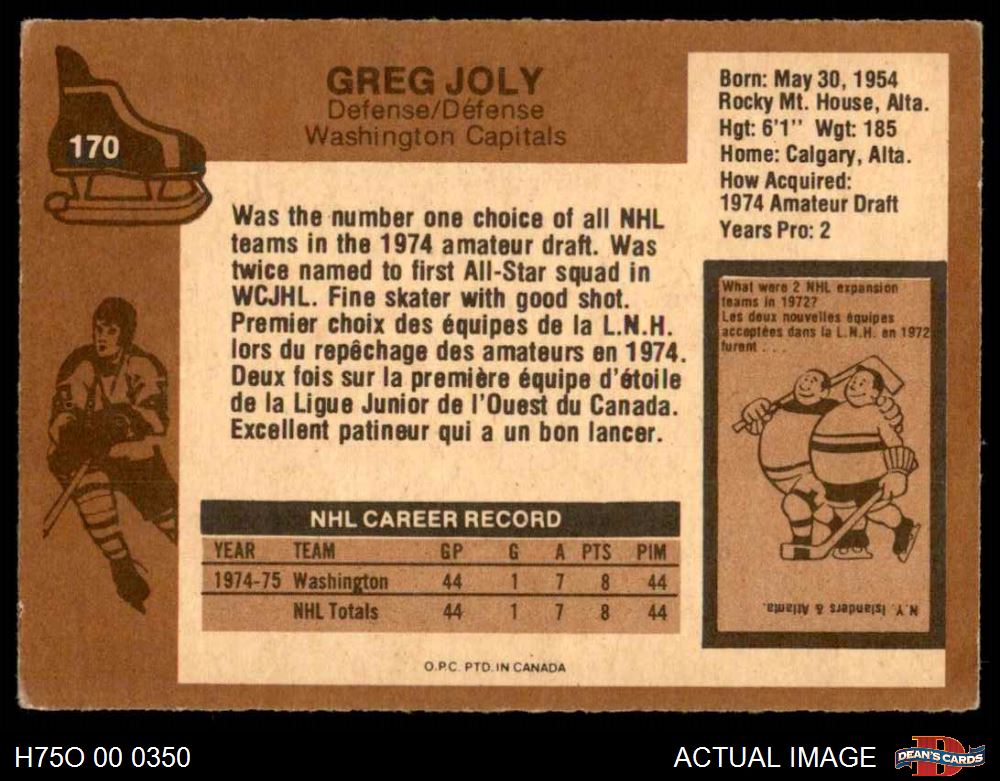 170
GREG JOLY
Defense/Défense
Washington Capitals
Born: May 30, 1954
Rocky Mt. House, Alta.
Hgt: 6'1" Wgt: 185
Home: Calgary, Alta.
How Acquired:
1974 Amateur Draft
Years Pro: 2
Was the number one choice of all NHL
teams in the 1974 amateur draft. Was
twice named to first All-Star squad in
WCJHL. Fine skater with good shot.
Premier choix des équipes de la L.N.H.
lors du repêchage des amateurs en 1974.
Deux fois sur la première équipe d'étoile
de la Ligue Junior de l'Ouest du Canada.
Excellent patineur qui a un bon lancer.
What were 2 NHL expansion
teams in 1972?
Les deux nouvelles équipes
acceptées dans la L.N.H. en 1972
furent . . .
N.Y. Islanders & Atlanta.
NHL CAREER RECORD
YEAR TEAM GP G A PTS PIM
1974-75 Washington 44 1 7 8 44
NHL Totals 44 1 7 8 44
O.P.C. PTD. IN CANADA
H75O 00 0350
ACTUAL IMAGE
D
DEAN'S CARDS